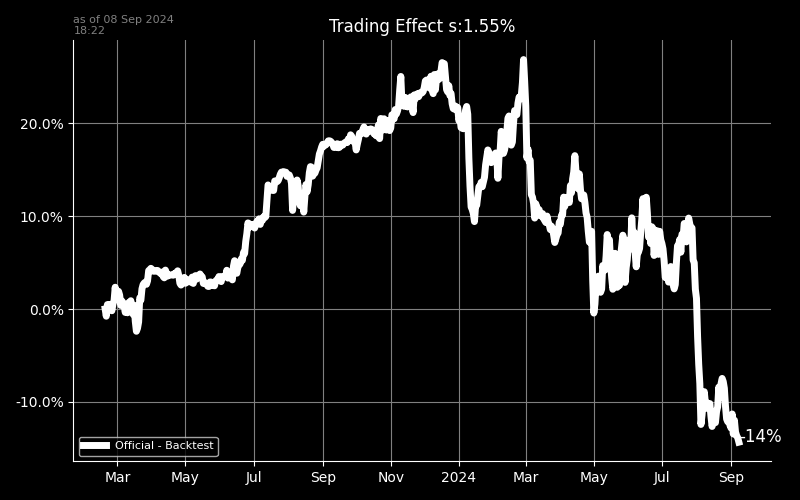 as of 08 Sep 2024
18:22
Trading Effect s:1.55%
20.0%
10.0%
0.0%
-10.0%
Official - Backtest
-14%
Mar May Jul Sep Nov 2024 Mar May Jul Sep